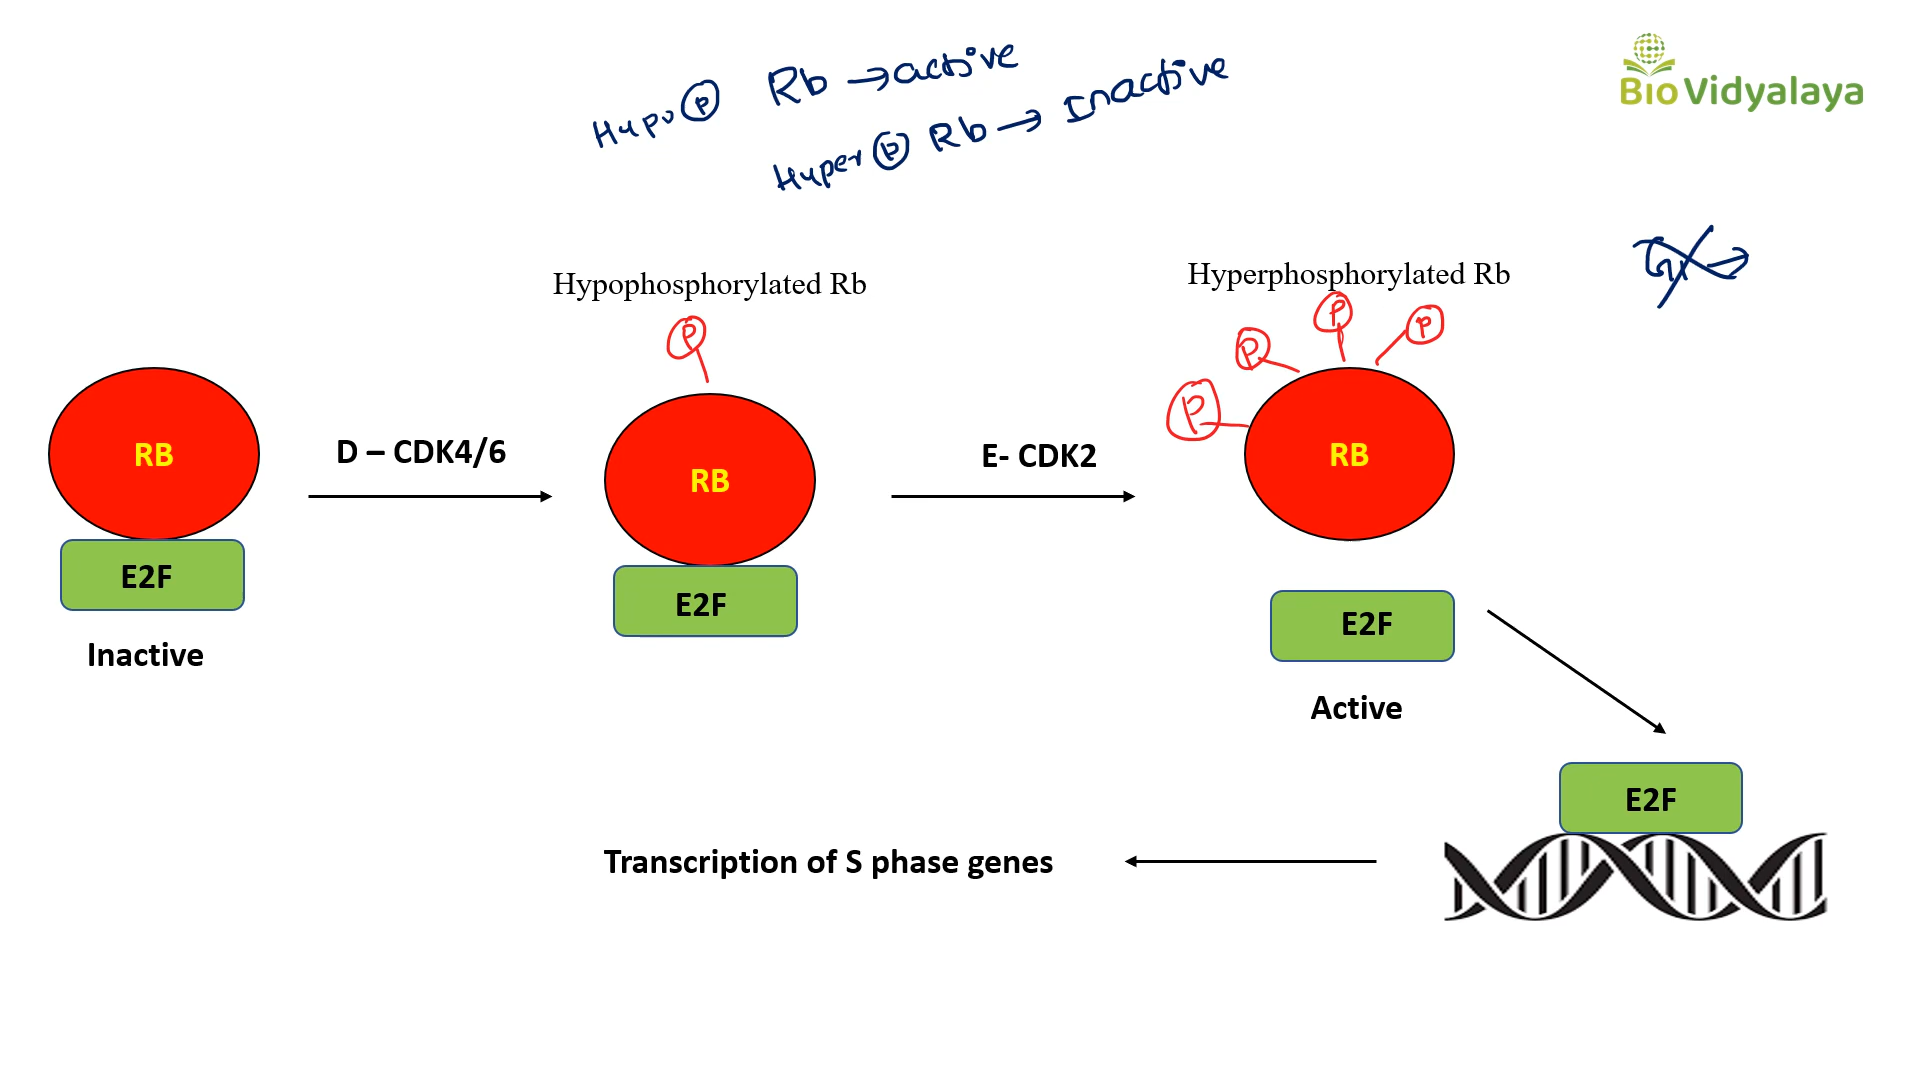 Hypo P Rb → active
Hyper P Rb → Inactive
Bio Vidyalaya
Hypophosphorylated Rb
Hyperphosphorylated Rb
P
P
P
P
P
RB
D – CDK4/6
RB
E- CDK2
RB
E2F
E2F
E2F
Inactive
Active
E2F
Transcription of S phase genes